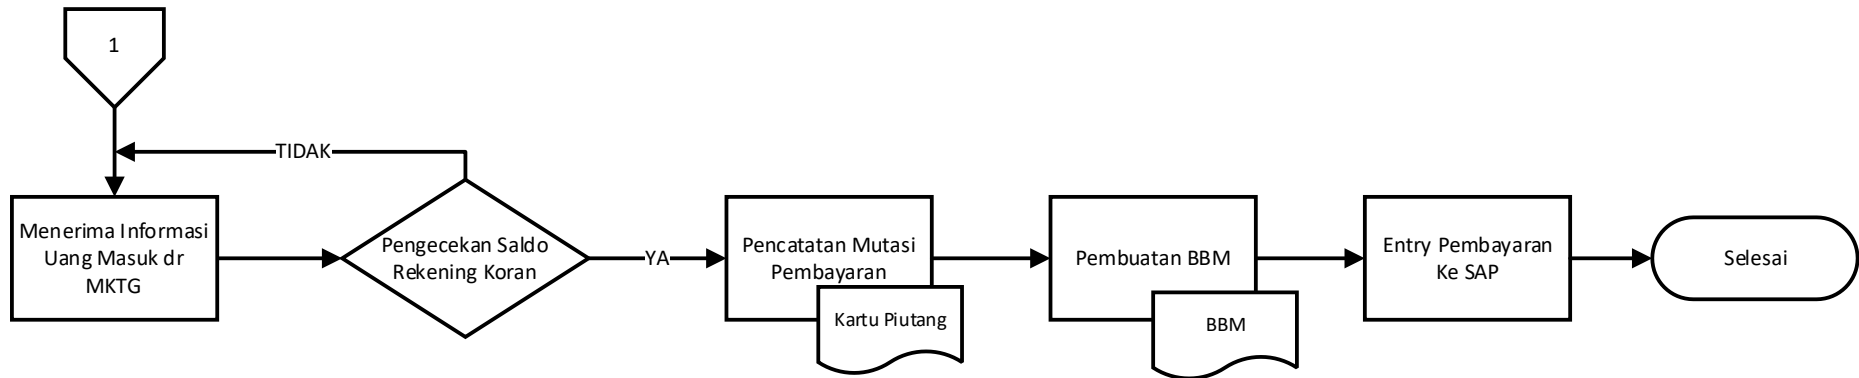 1
TIDAK
Menerima Informasi
Uang Masuk dr
MKTG
Pengecekan Saldo
Rekening Koran
YA
Pencatatan Mutasi
Pembayaran
Kartu Piutang
Pembuatan BBM
BBM
Entry Pembayaran
Ke SAP
Selesai